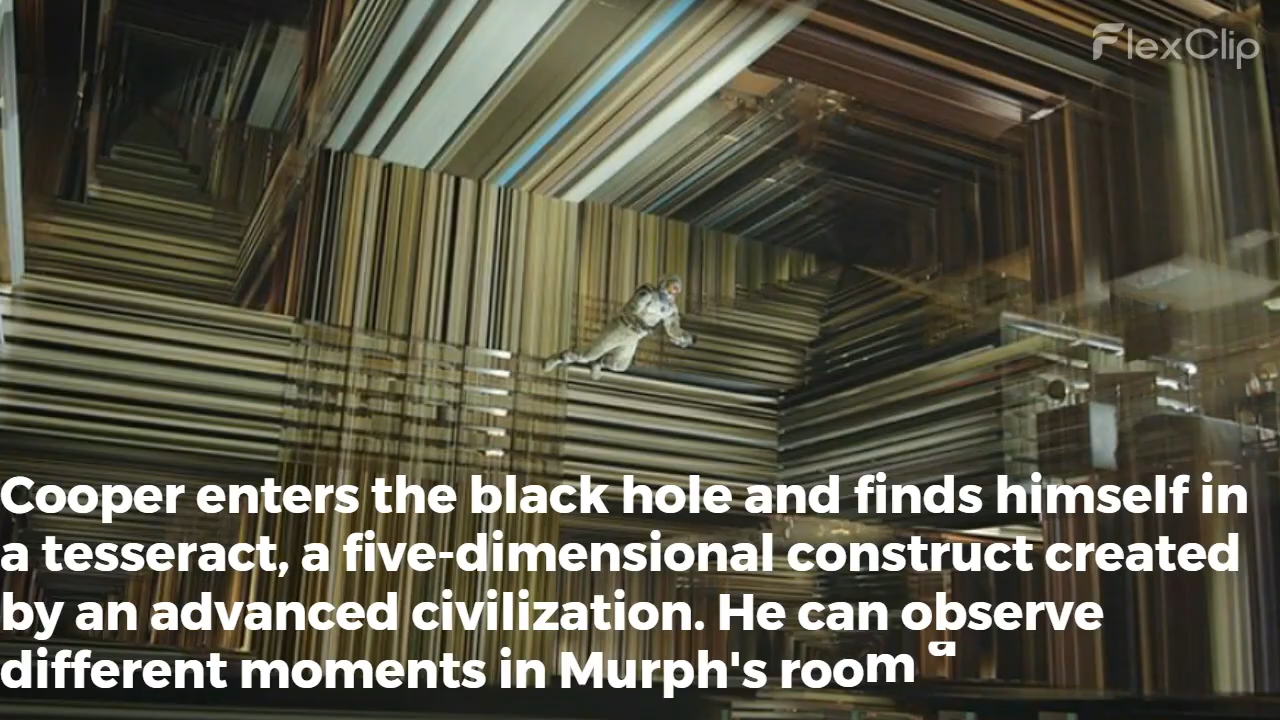 FlexClip
Cooper enters the black hole and finds himself in
a tesseract, a five-dimensional construct created
by an advanced civilization. He can observe
different moments in Murph's room